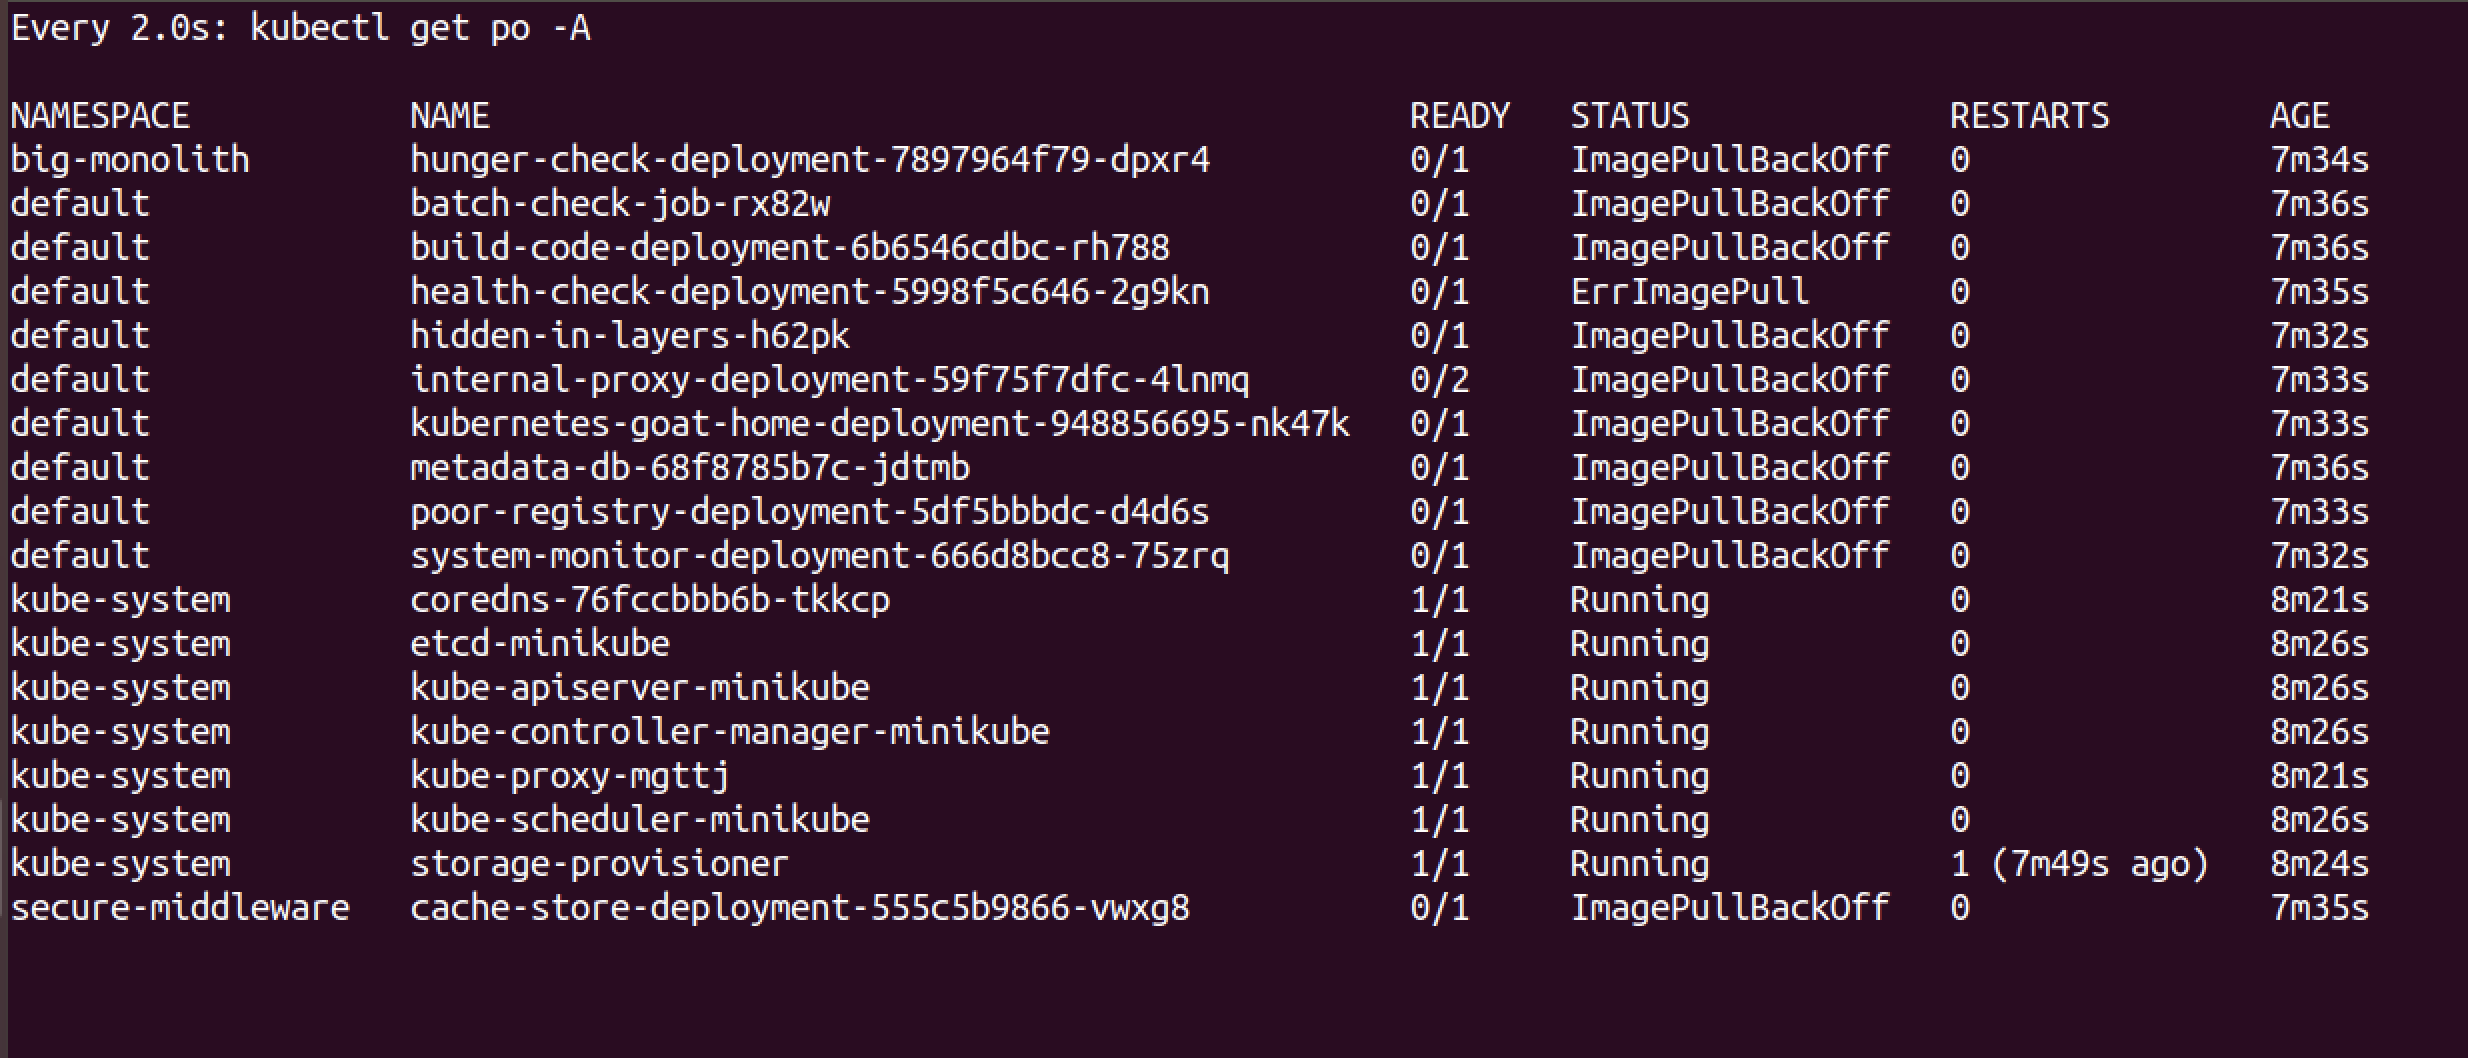 Every 2.0s: kubectl get po -A
NAMESPACE NAME READY STATUS RESTARTS AGE
big-monolith hunger-check-deployment-7897964f79-dpxr4 0/1 ImagePullBackOff 0 7m34s
default batch-check-job-rx82w 0/1 ImagePullBackOff 0 7m36s
default build-code-deployment-6b6546cdbc-rh788 0/1 ImagePullBackOff 0 7m36s
default health-check-deployment-5998f5c646-2g9kn 0/1 ErrImagePull 0 7m35s
default hidden-in-layers-h62pk 0/1 ImagePullBackOff 0 7m32s
default internal-proxy-deployment-59f75f7dfc-4lnmq 0/2 ImagePullBackOff 0 7m33s
default kubernetes-goat-home-deployment-948856695-nk47k 0/1 ImagePullBackOff 0 7m33s
default metadata-db-68f8785b7c-jdtmb 0/1 ImagePullBackOff 0 7m36s
default poor-registry-deployment-5df5bbbdc-d4d6s 0/1 ImagePullBackOff 0 7m33s
default system-monitor-deployment-666d8bcc8-75zrq 0/1 ImagePullBackOff 0 7m32s
kube-system coredns-76fccbbb6b-tkkcp 1/1 Running 0 8m21s
kube-system etcd-minikube 1/1 Running 0 8m26s
kube-system kube-apiserver-minikube 1/1 Running 0 8m26s
kube-system kube-controller-manager-minikube 1/1 Running 0 8m26s
kube-system kube-proxy-mgttj 1/1 Running 0 8m21s
kube-system kube-scheduler-minikube 1/1 Running 0 8m26s
kube-system storage-provisioner 1/1 Running 1 (7m49s ago) 8m24s
secure-middleware cache-store-deployment-555c5b9866-vwxg8 0/1 ImagePullBackOff 0 7m35s